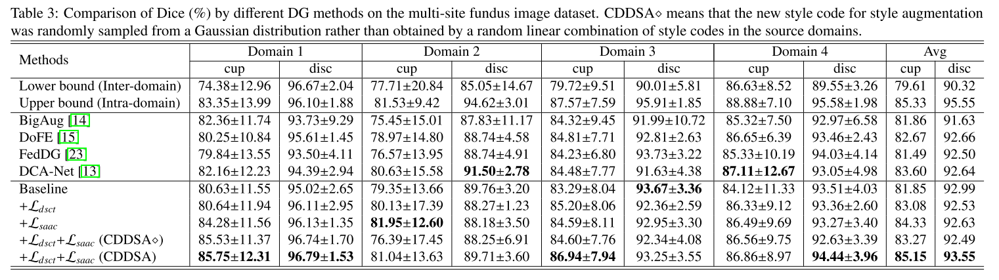 Table 3: Comparison of Dice (%) by different DG methods on the multi-site fundus image dataset. CDDSA⋄ means that the new style code for style augmentation
was randomly sampled from a Gaussian distribution rather than obtained by a random linear combination of style codes in the source domains.
Methods Domain 1 Domain 2 Domain 3 Domain 4 Avg
cup disc cup disc cup disc cup disc cup disc
Lower bound (Inter-domain) 74.38±12.96 96.67±2.04 77.71±20.84 85.05±14.67 79.72±9.51 90.01±5.81 86.63±8.52 89.55±3.26 79.61 90.32
Upper bound (Intra-domain) 83.35±13.99 96.10±1.88 81.53±9.42 94.62±3.01 87.57±7.59 95.91±1.85 88.88±7.10 95.58±1.98 85.33 95.55
BigAug [14] 82.36±11.74 93.73±9.29 75.45±15.01 87.83±11.17 84.32±9.45 91.99±10.72 85.32±7.50 92.97±6.58 81.86 91.63
DoFE [15] 80.25±10.84 95.61±1.45 78.97±14.80 88.74±4.58 84.81±7.71 92.81±2.63 86.65±6.39 93.46±2.43 82.67 92.66
FedDG [23] 79.84±13.55 93.50±4.11 76.57±13.95 88.74±4.91 84.23±6.80 93.73±3.22 85.33±10.19 94.03±4.14 81.49 92.50
DCA-Net [13] 82.16±12.23 94.39±2.94 80.63±15.58 91.50±2.78 84.48±7.77 91.63±4.38 87.11±12.67 93.05±4.98 83.60 92.64
Baseline 80.63±11.55 95.02±2.65 79.35±13.66 89.76±3.20 83.29±8.04 93.67±3.36 84.12±11.33 93.51±4.03 81.85 92.99
+ℒdsct 80.64±11.94 96.11±2.95 80.13±17.39 88.27±1.23 85.20±8.06 92.36±2.59 86.33±9.12 93.36±2.60 83.08 92.53
+ℒsaac 84.28±11.56 96.13±1.35 81.95±12.60 88.18±3.50 84.59±8.11 92.95±3.30 86.49±9.69 93.27±3.40 84.33 92.63
+ℒdsct+ℒsaac (CDDSA⋄) 85.53±11.37 96.74±1.70 76.39±17.45 88.25±6.91 84.60±7.76 92.34±4.08 86.56±9.75 92.63±3.39 83.27 92.49
+ℒdsct+ℒsaac (CDDSA) 85.75±12.31 96.79±1.53 81.04±13.63 89.71±3.60 86.94±7.94 93.25±3.55 86.86±8.97 94.44±3.96 85.15 93.55